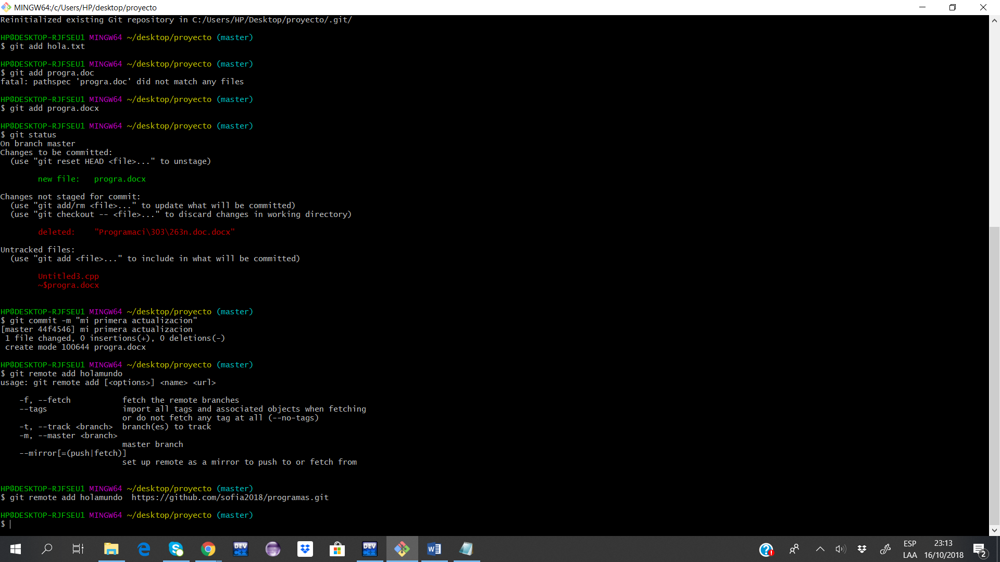 MINGW64:/c/Users/HP/desktop/proyecto
Reinitialized existing Git repository in C:/Users/HP/Desktop/proyecto/.git/
HP@DESKTOP-RJFSEU1 MINGW64 ~/desktop/proyecto (master)
$ git add hola.txt
HP@DESKTOP-RJFSEU1 MINGW64 ~/desktop/proyecto (master)
$ git add progra.doc
fatal: pathspec 'progra.doc' did not match any files
HP@DESKTOP-RJFSEU1 MINGW64 ~/desktop/proyecto (master)
$ git add progra.docx
HP@DESKTOP-RJFSEU1 MINGW64 ~/desktop/proyecto (master)
$ git status
On branch master
Changes to be committed:
  (use "git reset HEAD <file>..." to unstage)
        new file:   progra.docx
Changes not staged for commit:
  (use "git add/rm <file>..." to update what will be committed)
  (use "git checkout -- <file>..." to discard changes in working directory)
        deleted:    "Programaci\303\263n.doc.docx"
Untracked files:
  (use "git add <file>..." to include in what will be committed)
        Untitled3.cpp
        ~$progra.docx
HP@DESKTOP-RJFSEU1 MINGW64 ~/desktop/proyecto (master)
$ git commit -m "mi primera actualizacion"
[master 44f4546] mi primera actualizacion
 1 file changed, 0 insertions(+), 0 deletions(-)
 create mode 100644 progra.docx
HP@DESKTOP-RJFSEU1 MINGW64 ~/desktop/proyecto (master)
$ git remote add holamundo
usage: git remote add [<options>] <name> <url>
    -f, --fetch           fetch the remote branches
    --tags                import all tags and associated objects when fetching
                          or do not fetch any tag at all (--no-tags)
    -t, --track <branch>  branch(es) to track
    -m, --master <branch>
                          master branch
    --mirror[=(push|fetch)]
                          set up remote as a mirror to push to or fetch from
HP@DESKTOP-RJFSEU1 MINGW64 ~/desktop/proyecto (master)
$ git remote add holamundo  https://github.com/sofia2018/programas.git
HP@DESKTOP-RJFSEU1 MINGW64 ~/desktop/proyecto (master)
$
DEV C++
DEV C++
ESP
LAA
23:13
16/10/2018
2